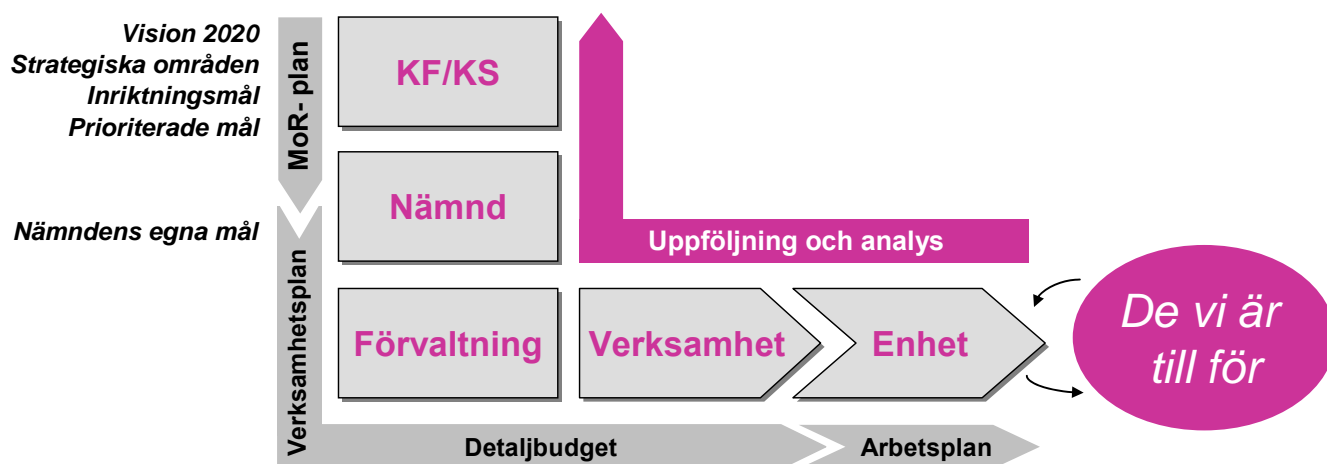 Vision 2020
Strategiska områden
Inriktningsmål
Prioriterade mål
MoR- plan
KF/KS
Nämnd
Nämndens egna mål
Uppföljning och analys
Verksamhetsplan
Förvaltning
Verksamhet
Enhet
De vi är
till för
Detaljbudget
Arbetsplan